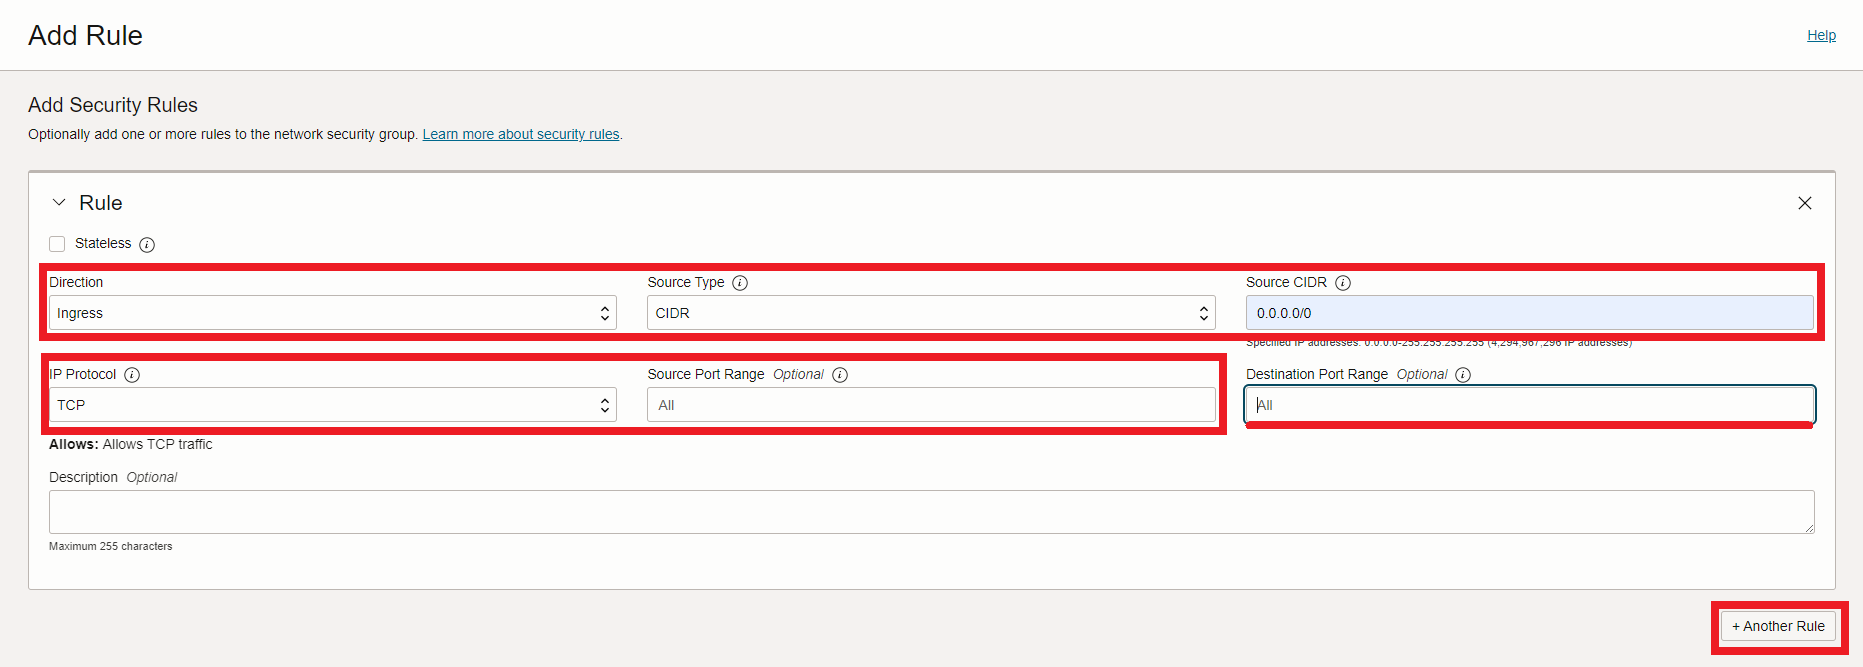 Add Rule
Help
Add Security Rules
Optionally add one or more rules to the network security group. Learn more about security rules.
Rule
Stateless
Direction
Source Type
Source CIDR
Ingress
CIDR
0.0.0.0/0
Specified IP addresses: 0.0.0.0-255.255.255.255 (4,294,967,296 IP addresses)
IP Protocol
Source Port Range Optional
Destination Port Range Optional
TCP
All
All
Allows: Allows TCP traffic
Description Optional
Maximum 255 characters
+ Another Rule